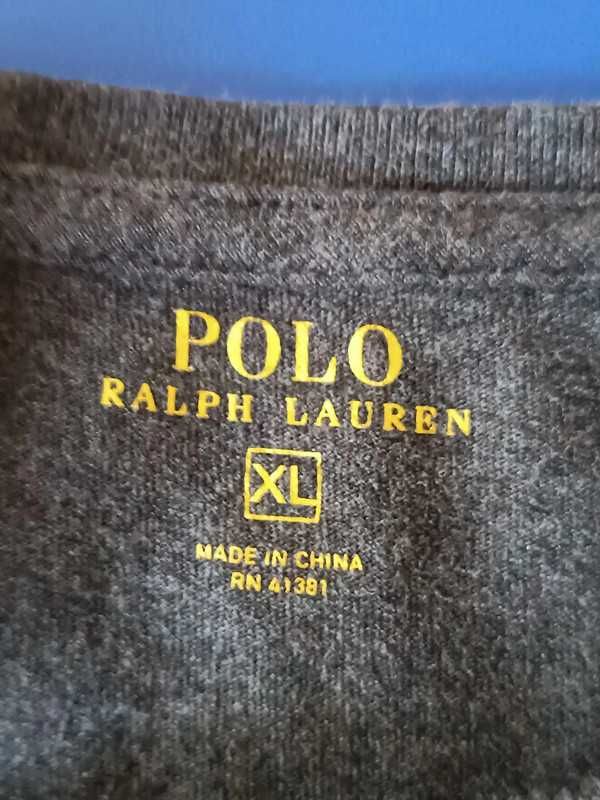 POLO
RALPH LAUREN
XL
MADE IN CHINA
RN 41381